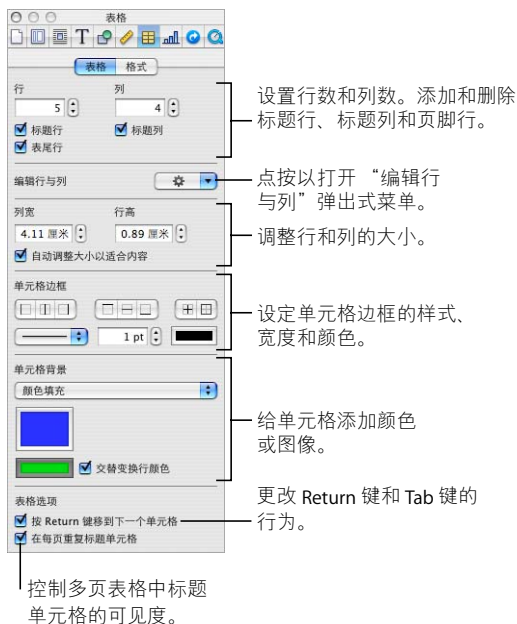 表格
表格 格式
行 列
5 4
标题行 标题列
表尾行
设置行数和列数。添加和删除
标题行、标题列和页脚行。
编辑行与列
点按以打开 “编辑行
与列”弹出式菜单。
列宽 行高
4.11 厘米 0.89 厘米
自动调整大小以适合内容
调整行和列的大小。
单元格边框
1 pt
设定单元格边框的样式、
宽度和颜色。
单元格背景
颜色填充
交替变换行颜色
给单元格添加颜色
或图像。
表格选项
按 Return 键移到下一个单元格
在每页重复标题单元格
更改 Return 键和 Tab 键的
行为。
控制多页表格中标题
单元格的可见度。